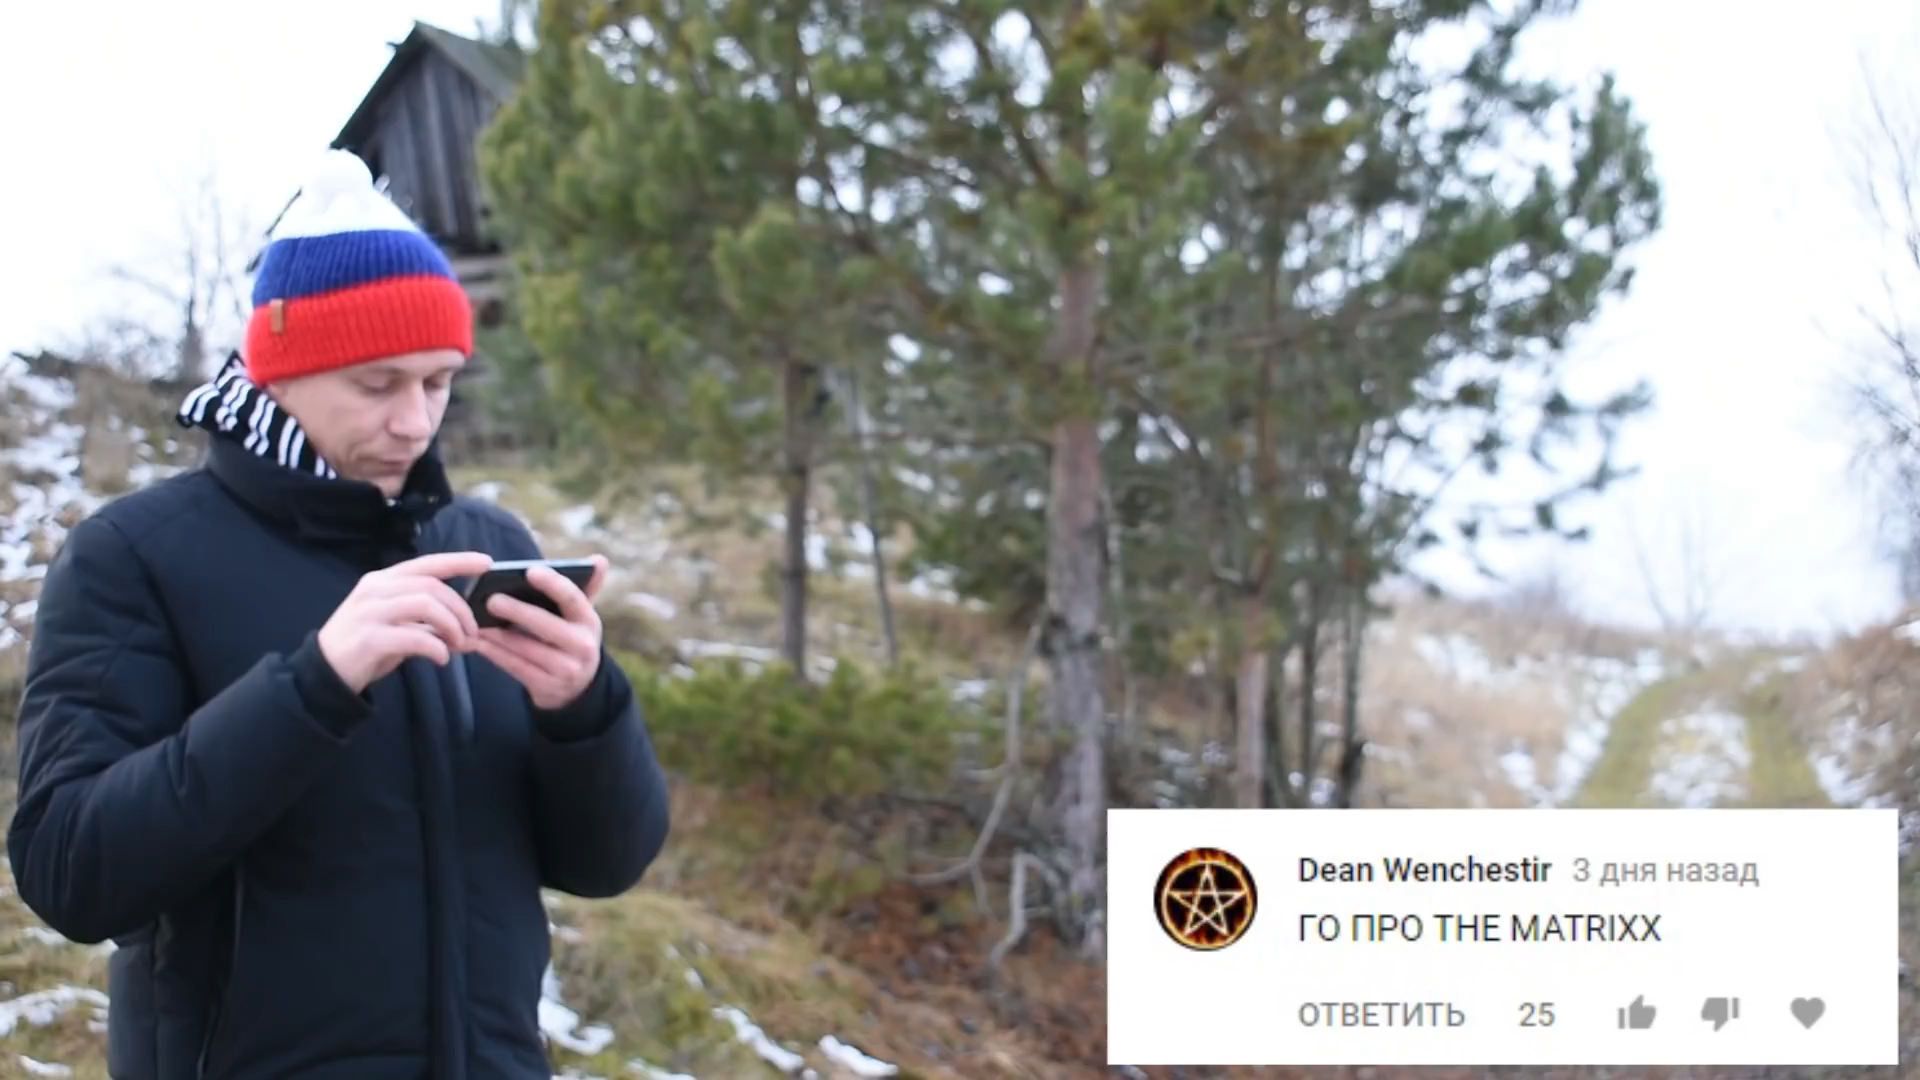 Dean Wenchestir 3 дня назад
ГО ПРО THE MATRIXX
ОТВЕТИТЬ 25